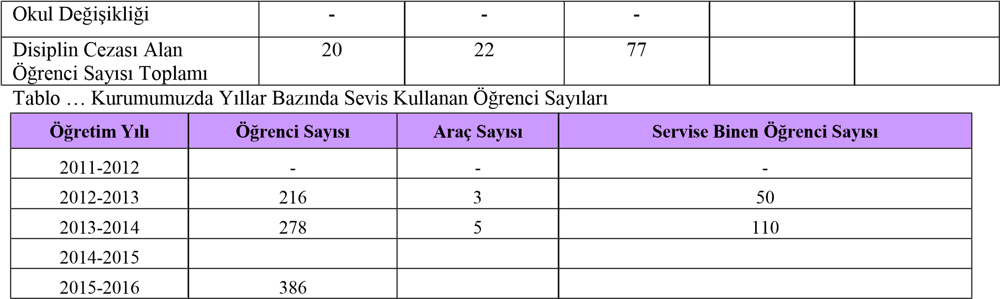 Okul Değişikliği - - -
Disiplin Cezası Alan 20 22 77
Öğrenci Sayısı Toplamı
Tablo … Kurumumuzda Yıllar Bazında Sevis Kullanan Öğrenci Sayıları
Öğretim Yılı Öğrenci Sayısı Araç Sayısı Servise Binen Öğrenci Sayısı
2011-2012 - - -
2012-2013 216 3 50
2013-2014 278 5 110
2014-2015
2015-2016 386